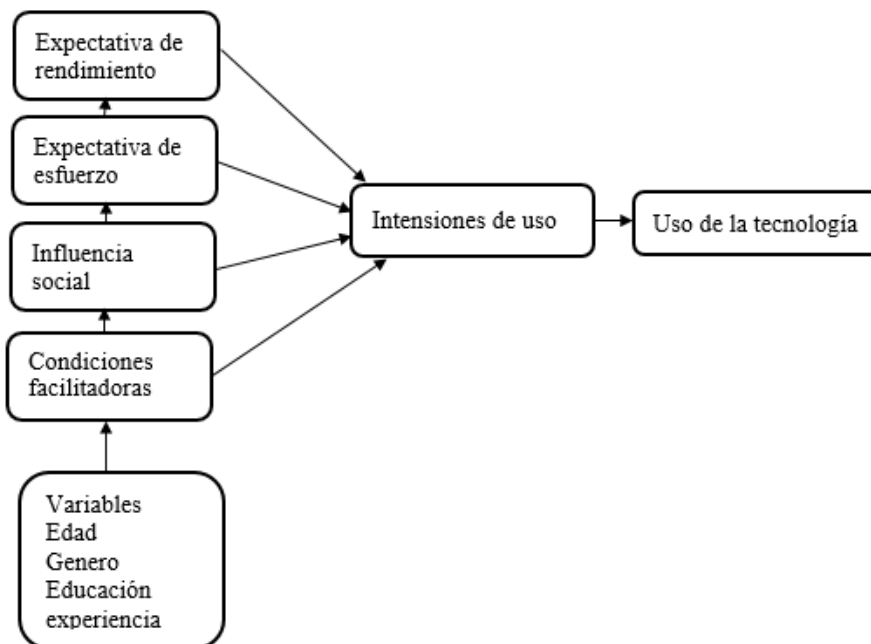 Expectativa de
rendimiento
Expectativa de
esfuerzo
Influencia
social
Condiciones
facilitadoras
Intensiones de uso
Uso de la tecnología
Variables
Edad
Genero
Educación
experiencia